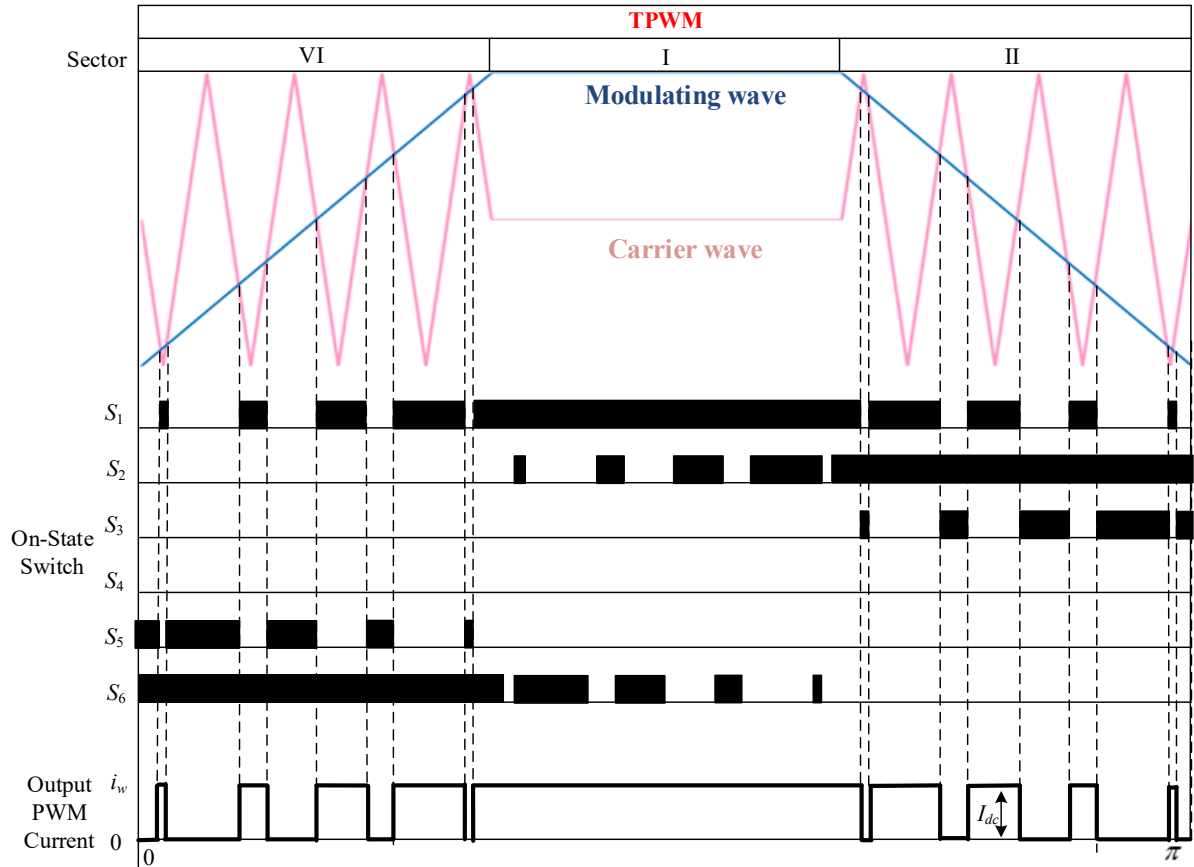 TPWM
Sector
VI
I
II
Modulating wave
Carrier wave
S1
S2
S3
On-State
Switch
S4
S5
S6
Output
PWM
Current
iw
Idc
0
0
π